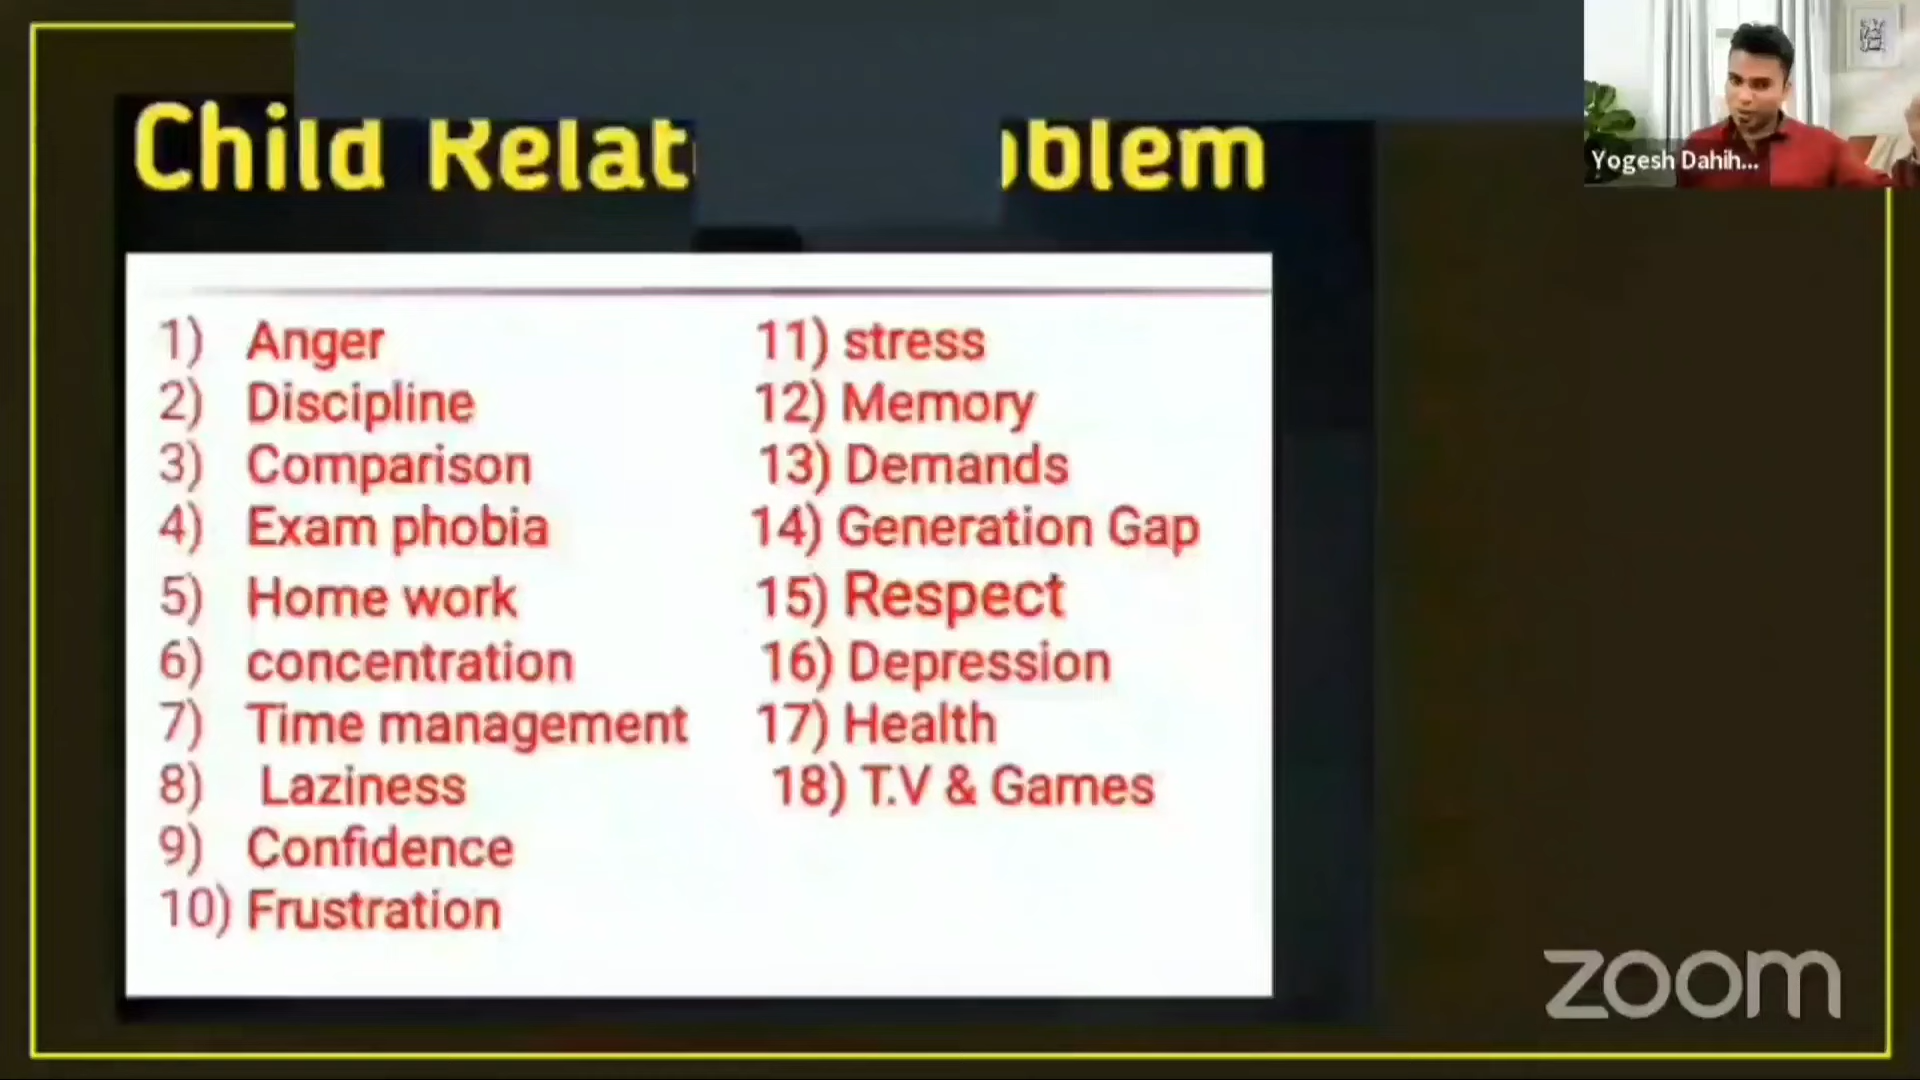 Child Relat oblem
Yogesh Dahih...
1) Anger
2) Discipline
3) Comparison
4) Exam phobia
5) Home work
6) concentration
7) Time management
8) Laziness
9) Confidence
10) Frustration
11) stress
12) Memory
13) Demands
14) Generation Gap
15) Respect
16) Depression
17) Health
18) T.V & Games
zoom